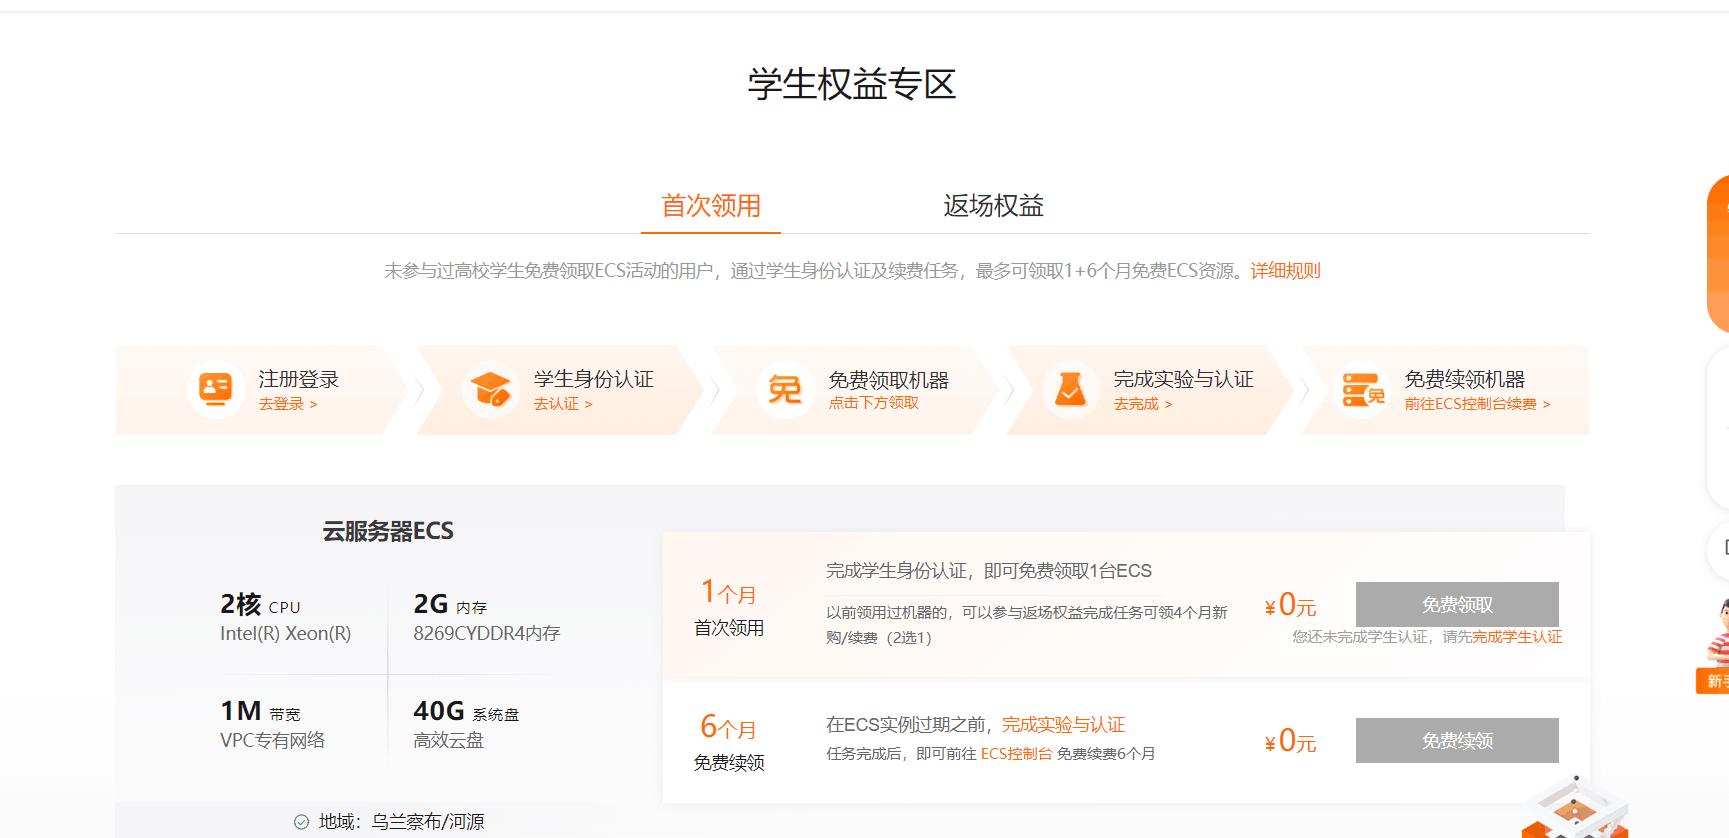 学生权益专区
首次领用
返场权益
未参与过高校学生免费领取ECS活动的用户，通过学生身份认证及续费任务，最多可领取1+6个月免费ECS资源。详细规则
注册登录
去登录 >
学生身份认证
去认证 >
免
免费领取机器
点击下方领取
完成实验与认证
去完成 >
免
免费续领机器
前往ECS控制台续费 >
云服务器ECS
2核 CPU
Intel(R) Xeon(R)
2G 内存
8269CYDDR4内存
1M 带宽
VPC专有网络
40G 系统盘
高效云盘
地域：乌兰察布/河源
1个月
首次领用
完成学生身份认证，即可免费领取1台ECS
以前领用过机器的，可以参与返场权益完成任务可领4个月新
购/续费（2选1）
¥0元
免费领取
您还未完成学生认证，请先完成学生认证
6个月
免费续领
在ECS实例过期之前，完成实验与认证
任务完成后，即可前往 ECS控制台 免费续费6个月
¥0元
免费续领
新手